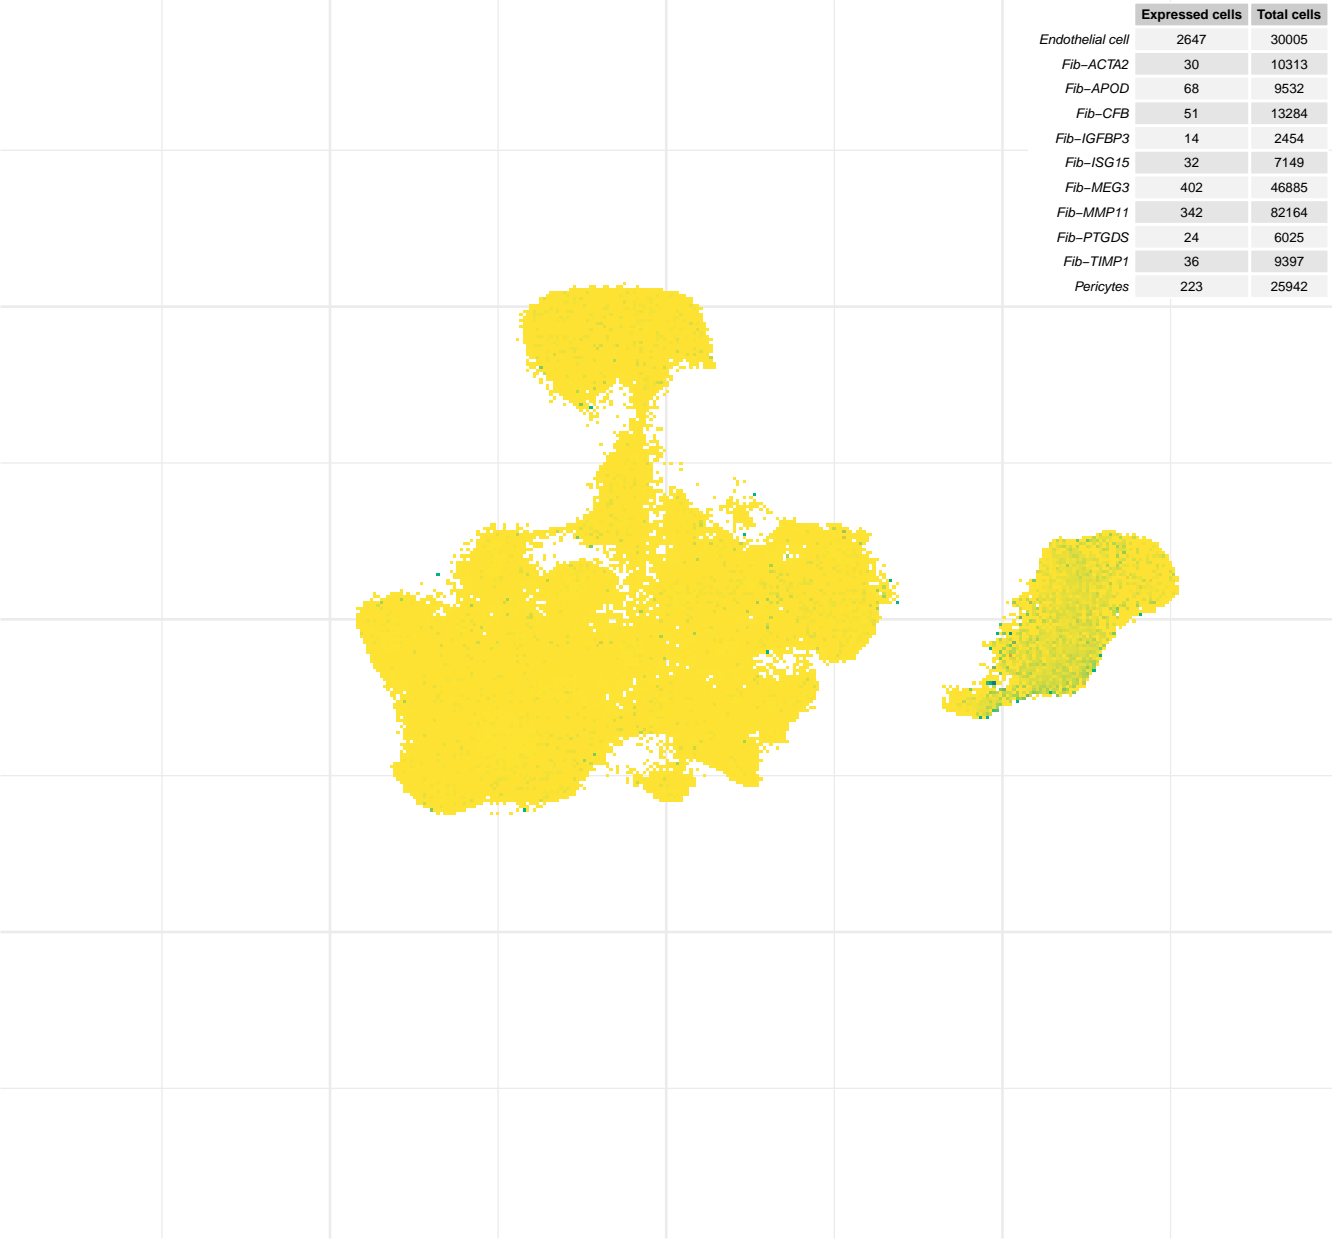 Expressed cells Total cells
Endothelial cell 2647 30005
Fib−ACTA2 30 10313
Fib−APOD 68 9532
Fib−CFB 51 13284
Fib−IGFBP3 14 2454
Fib−ISG15 32 7149
Fib−MEG3 402 46885
Fib−MMP11 342 82164
Fib−PTGDS 24 6025
Fib−TIMP1 36 9397
Pericytes 223 25942